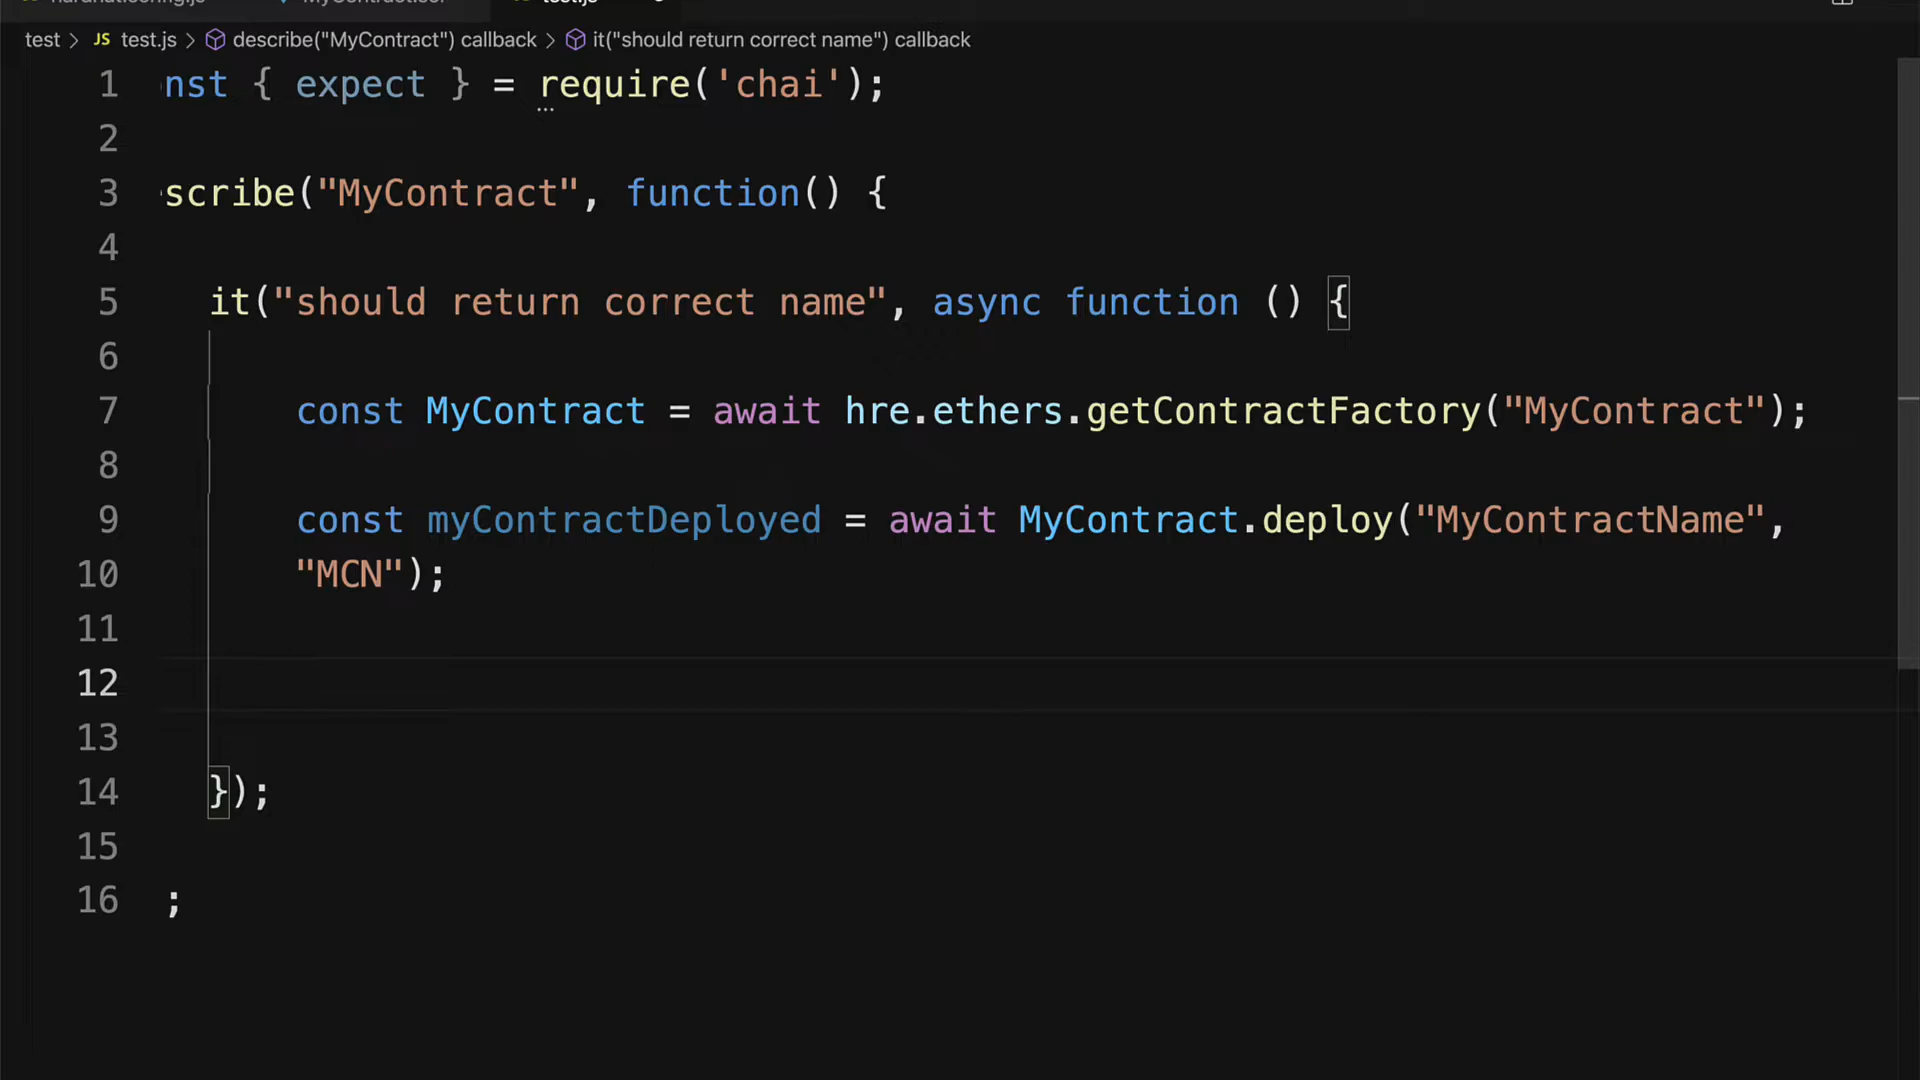 test.js
test > JS test.js > describe("MyContract") callback > it("should return correct name") callback
1 nst { expect } = require('chai');
2
3 scribe("MyContract", function() {
4
5 it("should return correct name", async function () {
6
7 const MyContract = await hre.ethers.getContractFactory("MyContract");
8
9 const myContractDeployed = await MyContract.deploy("MyContractName",
10 "MCN");
11
12
13
14 });
15
16 ;